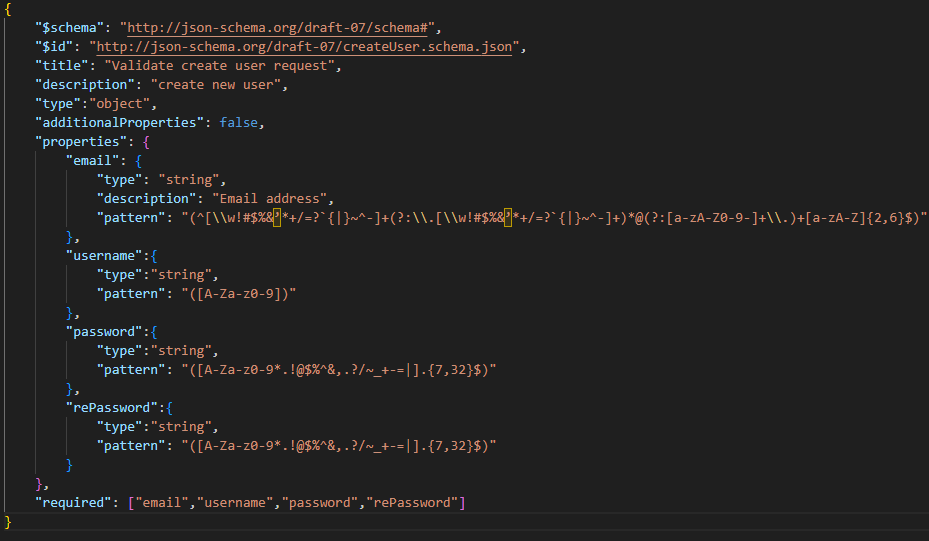 {
    "$schema": "http://json-schema.org/draft-07/schema#",
    "$id": "http://json-schema.org/draft-07/createUser.schema.json",
    "title": "Validate create user request",
    "description": "create new user",
    "type":"object",
    "additionalProperties": false,
    "properties": {
        "email": {
            "type": "string",
            "description": "Email address",
            "pattern": "(^[\\w!#$%&’*+/=?`{|}~^-]+(?:\\.[\\w!#$%&’*+/=?`{|}~^-]+)*@(?:[a-zA-Z0-9-]+\\.)+[a-zA-Z]{2,6}$)"
        },
        "username":{
            "type":"string",
            "pattern": "([A-Za-z0-9])"
        },
        "password":{
            "type":"string",
            "pattern": "([A-Za-z0-9*.!@$%^&,.?/~_+-=|].{7,32}$)"
        },
        "rePassword":{
            "type":"string",
            "pattern": "([A-Za-z0-9*.!@$%^&,.?/~_+-=|].{7,32}$)"
        }
    },
    "required": ["email","username","password","rePassword"]
}